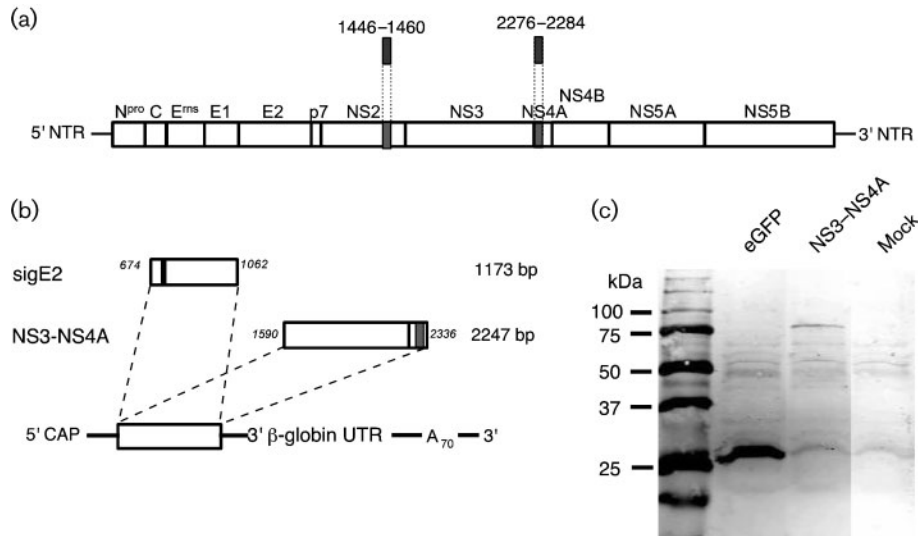 (a)
1446–1460
2276–2284
NS4B
Npro C Erns E1 E2 p7 NS2 NS3 NS4A NS5A NS5B
5' NTR
3' NTR
(b)
sigE2
674
1062
1173 bp
NS3-NS4A
1590
2336
2247 bp
5' CAP
3' β-globin UTR
A70
3'
(c)
eGFP
NS3–NS4A
Mock
kDa
100
75
50
37
25